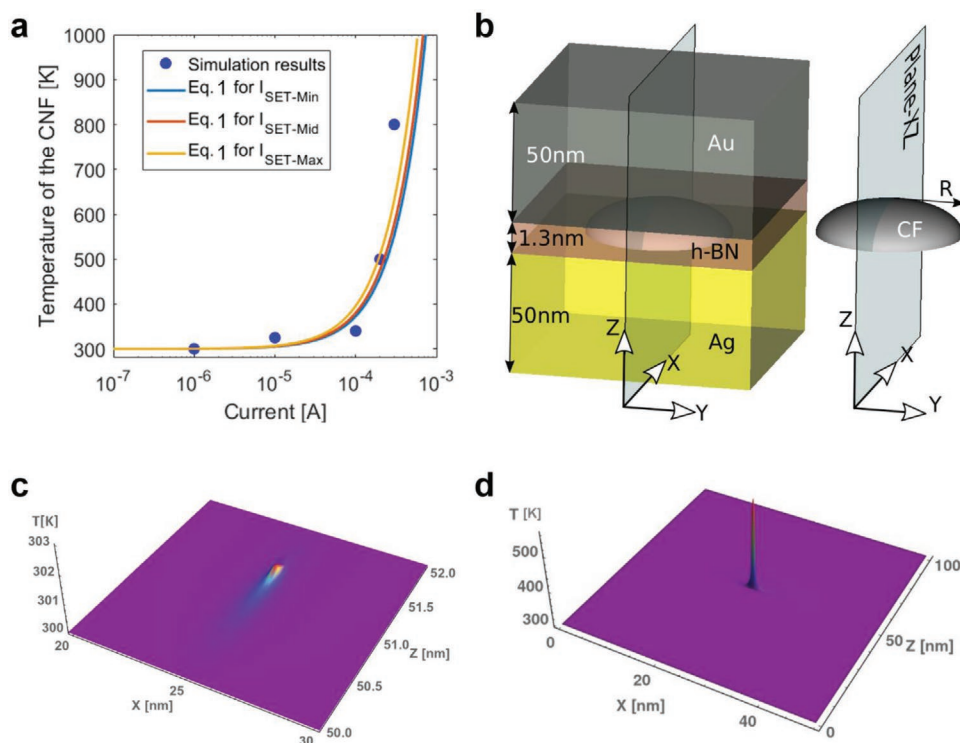 a
1000
900
800
700
600
500
400
300
10-7
10-6
10-5
10-4
10-3
Temperature of the CNF [K]
Current [A]
Simulation results
Eq. 1 for ISET-Min
Eq. 1 for ISET-Mid
Eq. 1 for ISET-Max
b
50nm
Au
1.3nm
h-BN
50nm
Ag
Z
X
Y
plane-XZ
R
CF
Z
X
Y
c
T[K]
303
302
301
300
20
25
30
X [nm]
52.0
51.5
51.0
50.5
50.0
Z [nm]
d
T [K]
500
400
300
0
20
40
X [nm]
100
50
0
Z [nm]